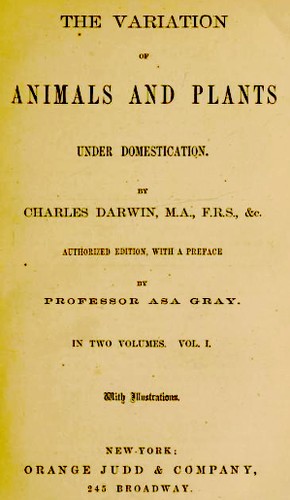 THE VARIATION
OF
ANIMALS AND PLANTS
UNDER DOMESTICATION.
BY
CHARLES DARWIN, M.A., F.R.S., &c.
AUTHORIZED EDITION, WITH A PREFACE
BY
PROFESSOR ASA GRAY.
IN TWO VOLUMES. VOL. I.
With Illustrations.
NEW-YORK:
ORANGE JUDD & COMPANY,
245 BROADWAY.